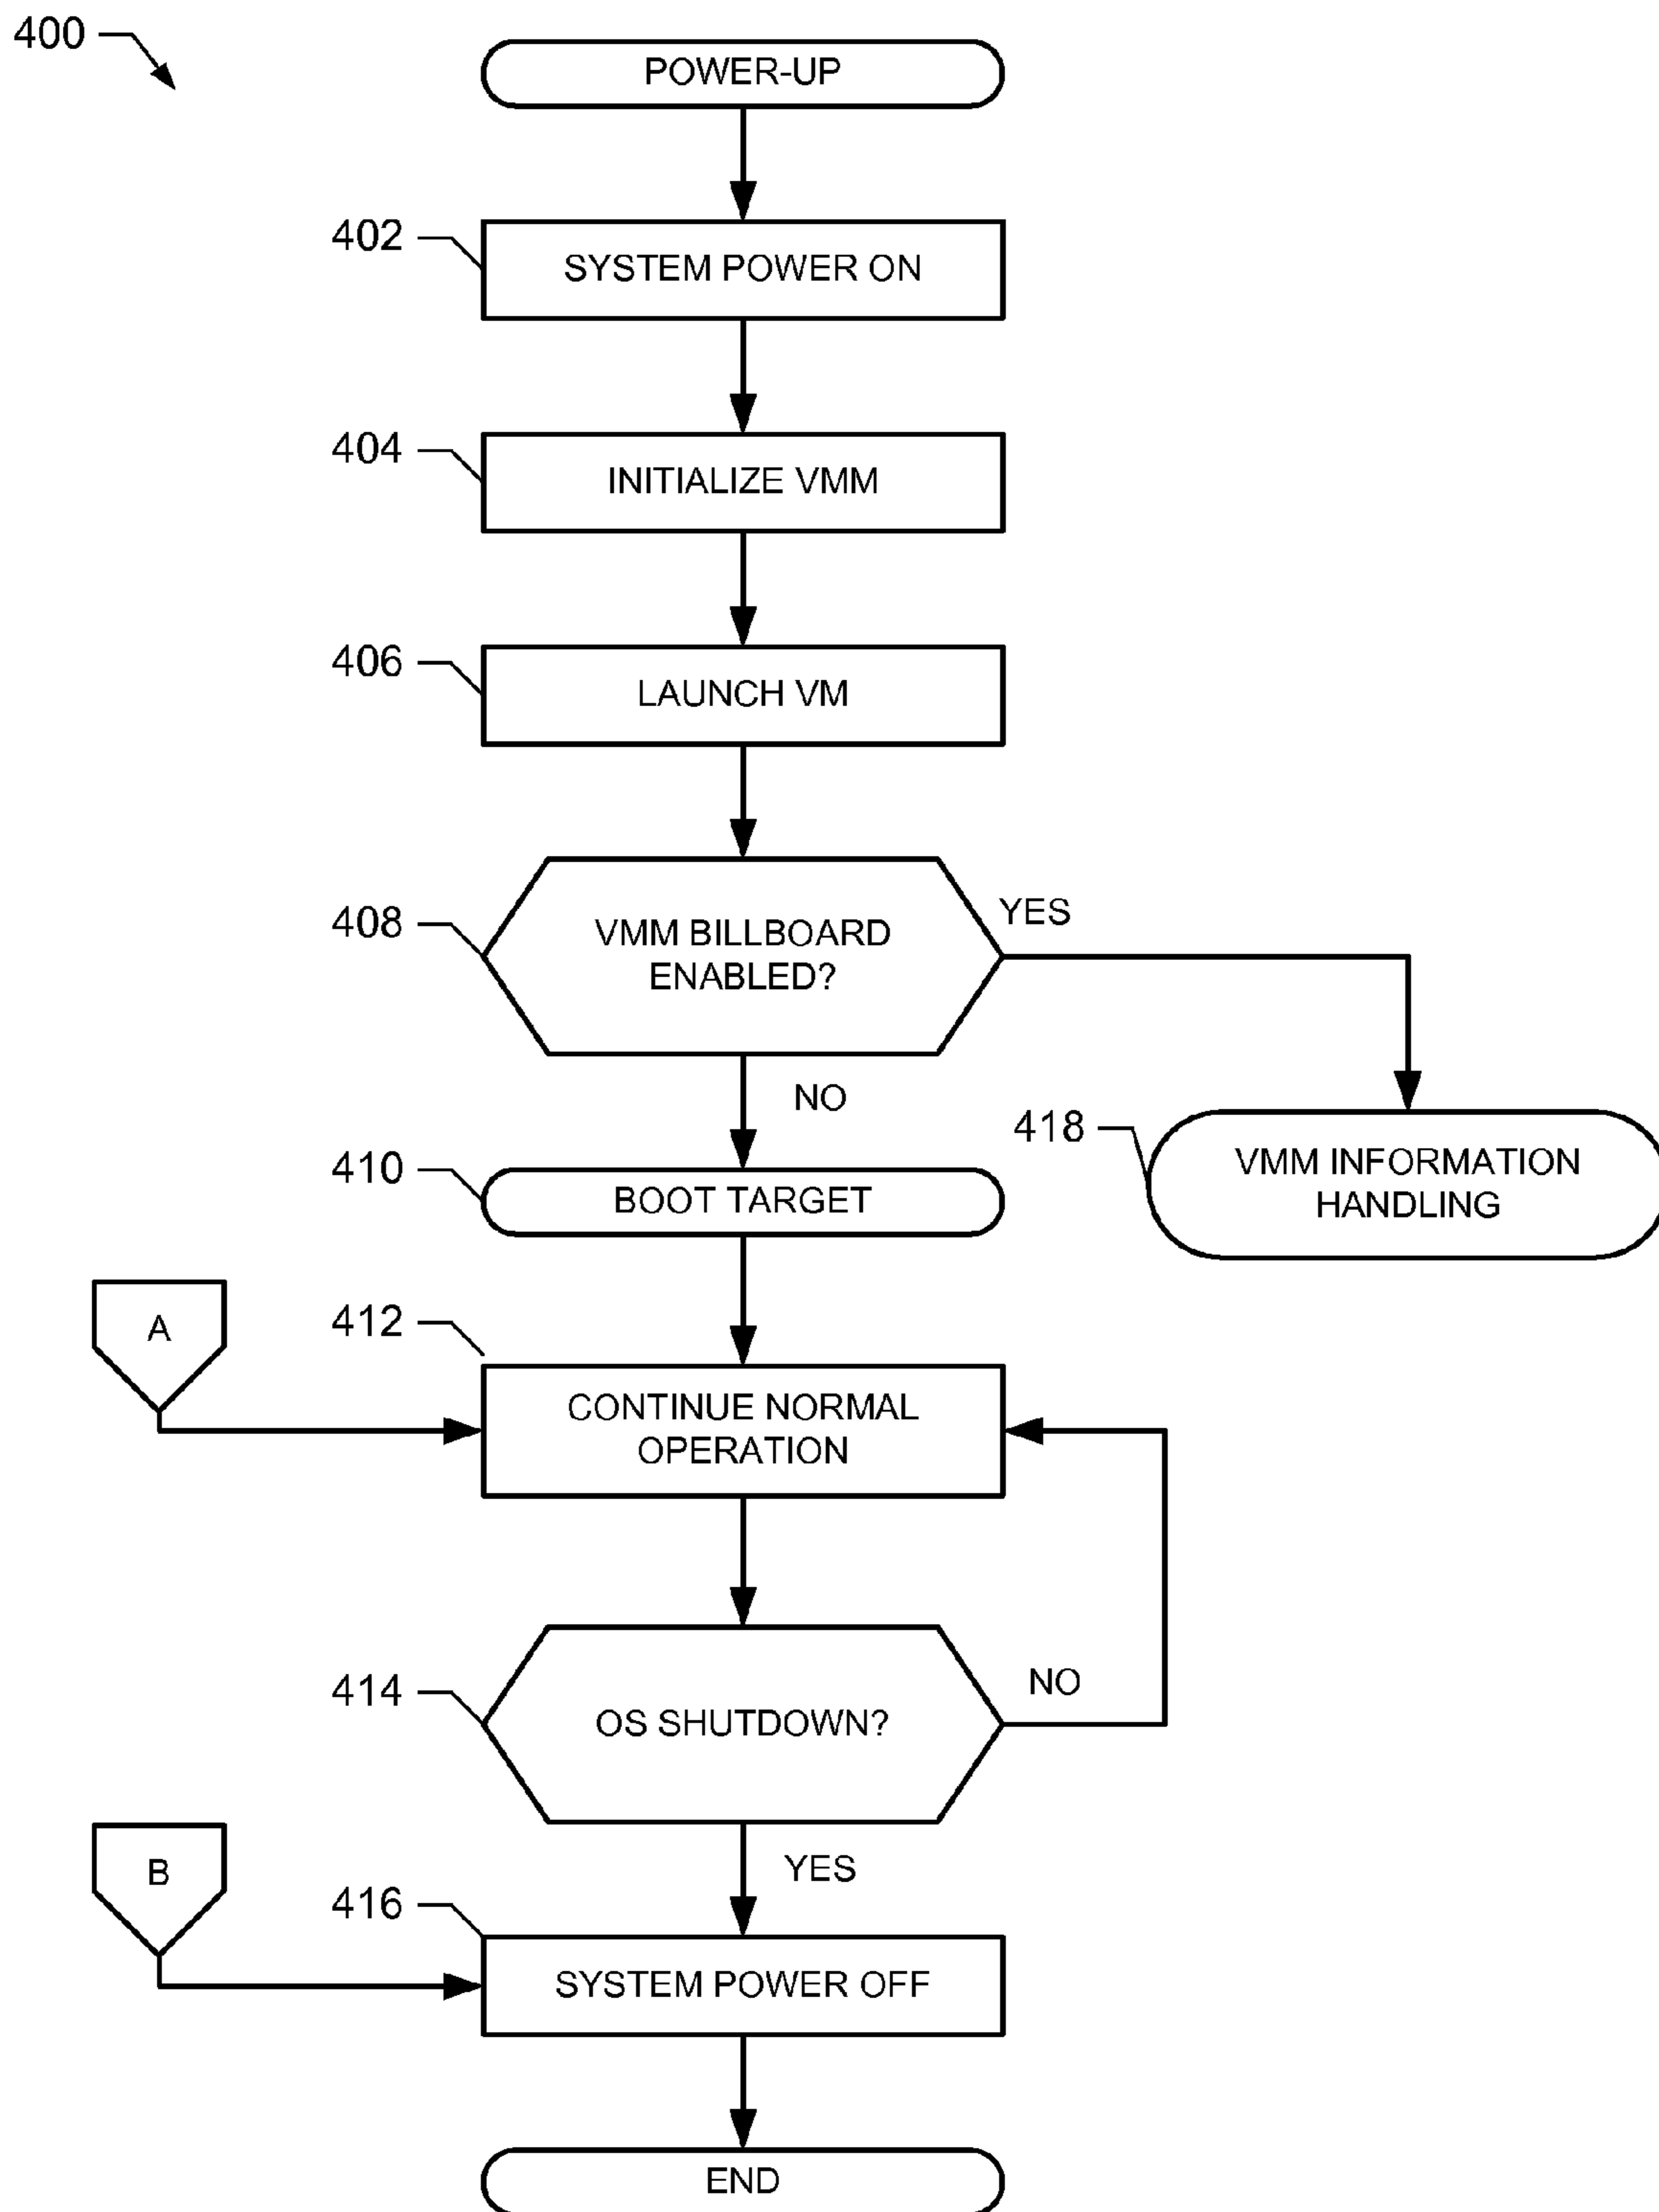 400
POWER-UP
402
SYSTEM POWER ON
404
INITIALIZE VMM
406
LAUNCH VM
408
VMM BILLBOARD
ENABLED?
YES
NO
418
VMM INFORMATION
HANDLING
410
BOOT TARGET
A
412
CONTINUE NORMAL
OPERATION
414
OS SHUTDOWN?
NO
YES
B
416
SYSTEM POWER OFF
END